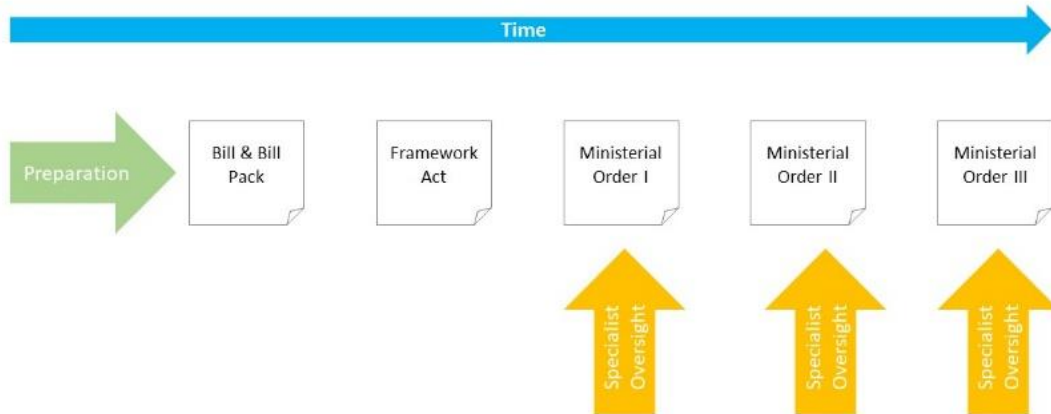 Time
Preparation
Bill & Bill
Pack
Framework
Act
Ministerial
Order I
Ministerial
Order II
Ministerial
Order III
Specialist
Oversight
Specialist
Oversight
Specialist
Oversight